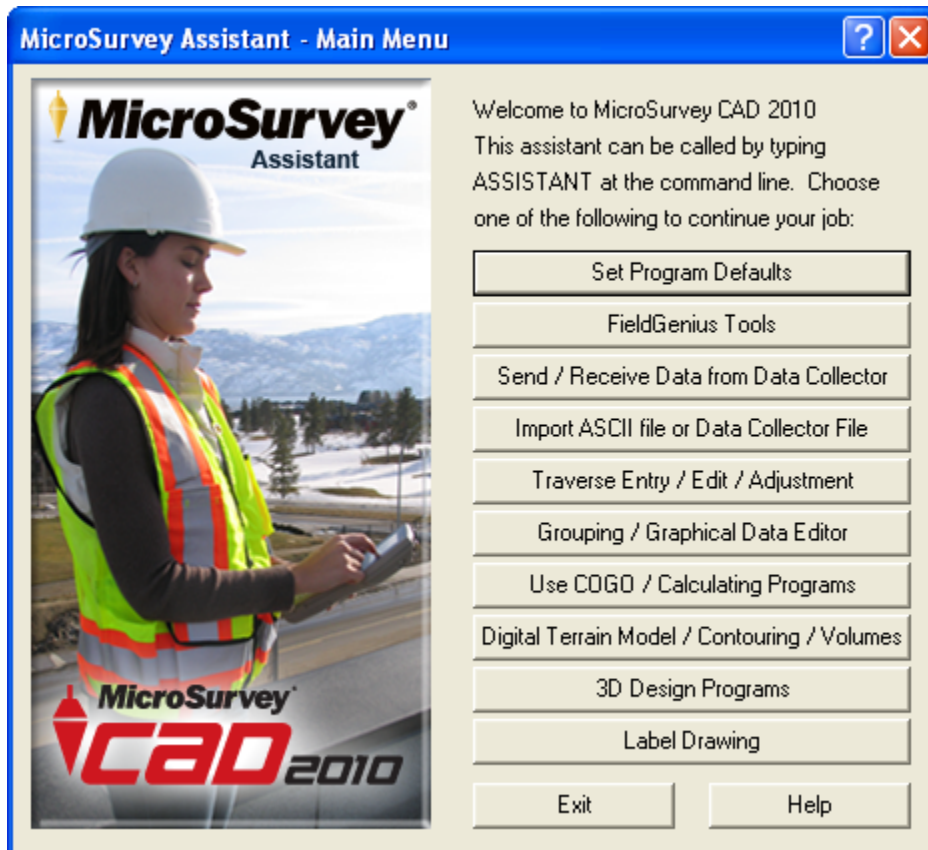 MicroSurvey Assistant - Main Menu
MicroSurvey®
Assistant
Welcome to MicroSurvey CAD 2010
This assistant can be called by typing
ASSISTANT at the command line.  Choose
one of the following to continue your job:
Set Program Defaults
FieldGenius Tools
Send / Receive Data from Data Collector
Import ASCII file or Data Collector File
Traverse Entry / Edit / Adjustment
Grouping / Graphical Data Editor
Use COGO / Calculating Programs
Digital Terrain Model / Contouring / Volumes
3D Design Programs
Label Drawing
MicroSurvey®
CAD 2010
Exit
Help